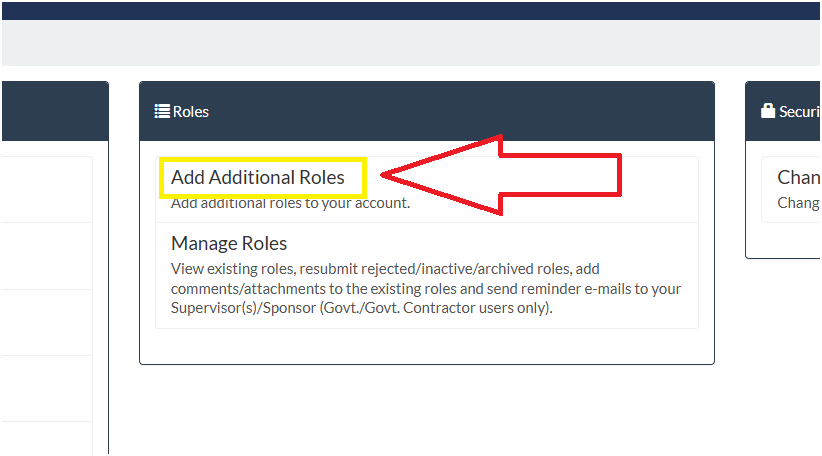 Roles
Add Additional Roles
Add additional roles to your account.
Manage Roles
View existing roles, resubmit rejected/inactive/archived roles, add
comments/attachments to the existing roles and send reminder e-mails to your
Supervisor(s)/Sponsor (Govt./Govt. Contractor users only).
Securi
Chan
Chang